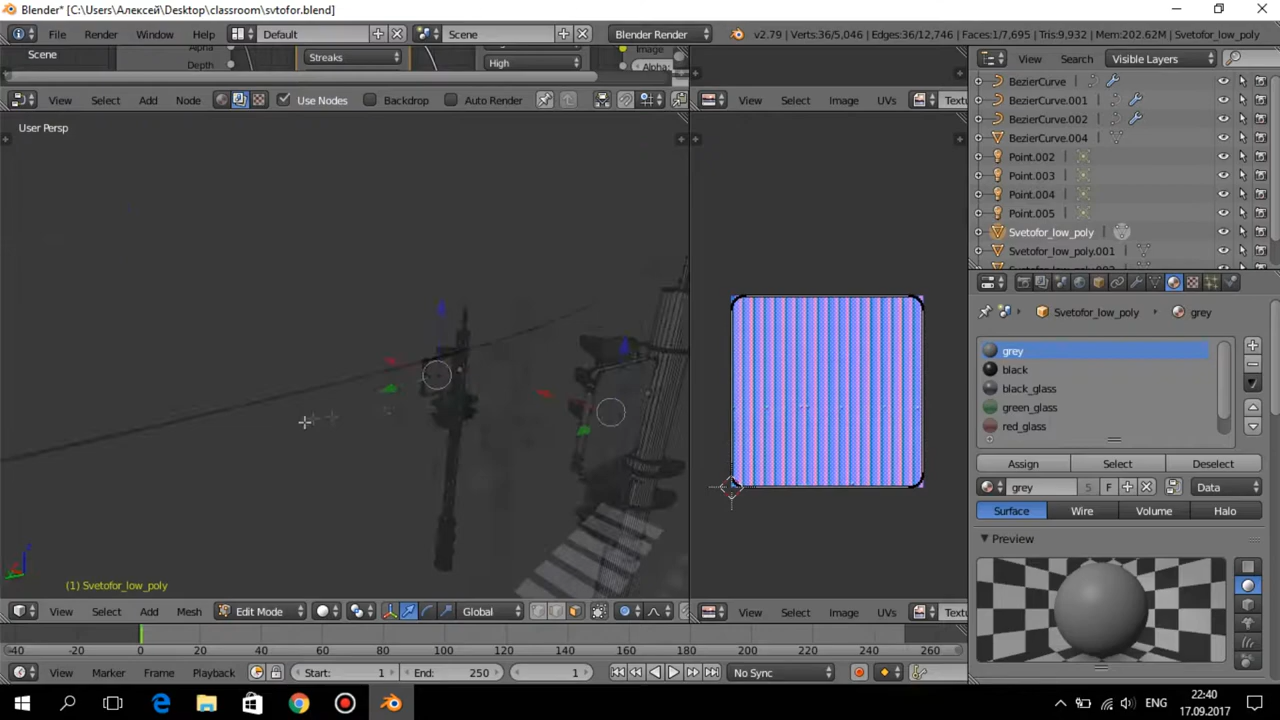 Blender* [C:\Users\Алексей\Desktop\classroom\svtofor.blend]
File Render Window Help Default Scene Blender Render v2.79 | Verts:36/5,046 | Edges:36/12,746 | Faces:1/7,695 | Tris:9,932 | Mem:202.62M | Svetofor_low_poly
Scene Alpha Depth Streaks High Image Alpha:
View Search Visible Layers
View Select Add Node Use Nodes Backdrop Auto Render
View Select Image UVs Text
User Persp
BezierCurve
BezierCurve.001
BezierCurve.002
BezierCurve.004
Point.002
Point.003
Point.004
Point.005
Svetofor_low_poly
Svetofor_low_poly.001
Svetofor_low_poly grey
grey
black
black_glass
green_glass
red_glass
Assign Select Deselect
grey 5 F Data
Surface Wire Volume Halo
Preview
(1) Svetofor_low_poly
View Select Add Mesh Edit Mode Global
View Select Image UVs Text
-40 -20 0 20 40 60 80 100 120 140 160 180 200 220 240 260
View Marker Frame Playback Start: 1 End: 250 1 No Sync
ENG
22:40
17.09.2017